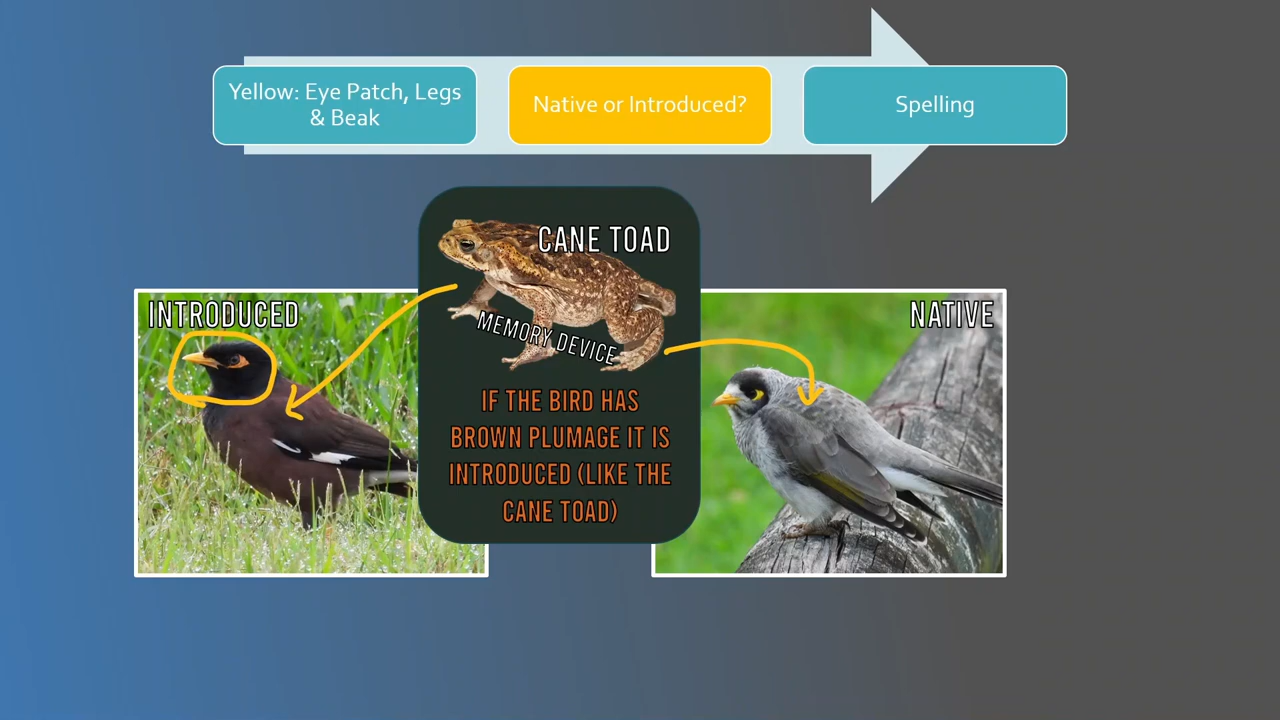 Yellow: Eye Patch, Legs
& Beak
Native or Introduced?
Spelling
CANE TOAD
INTRODUCED
NATIVE
MEMORY DEVICE
IF THE BIRD HAS
BROWN PLUMAGE IT IS
INTRODUCED (LIKE THE
CANE TOAD)